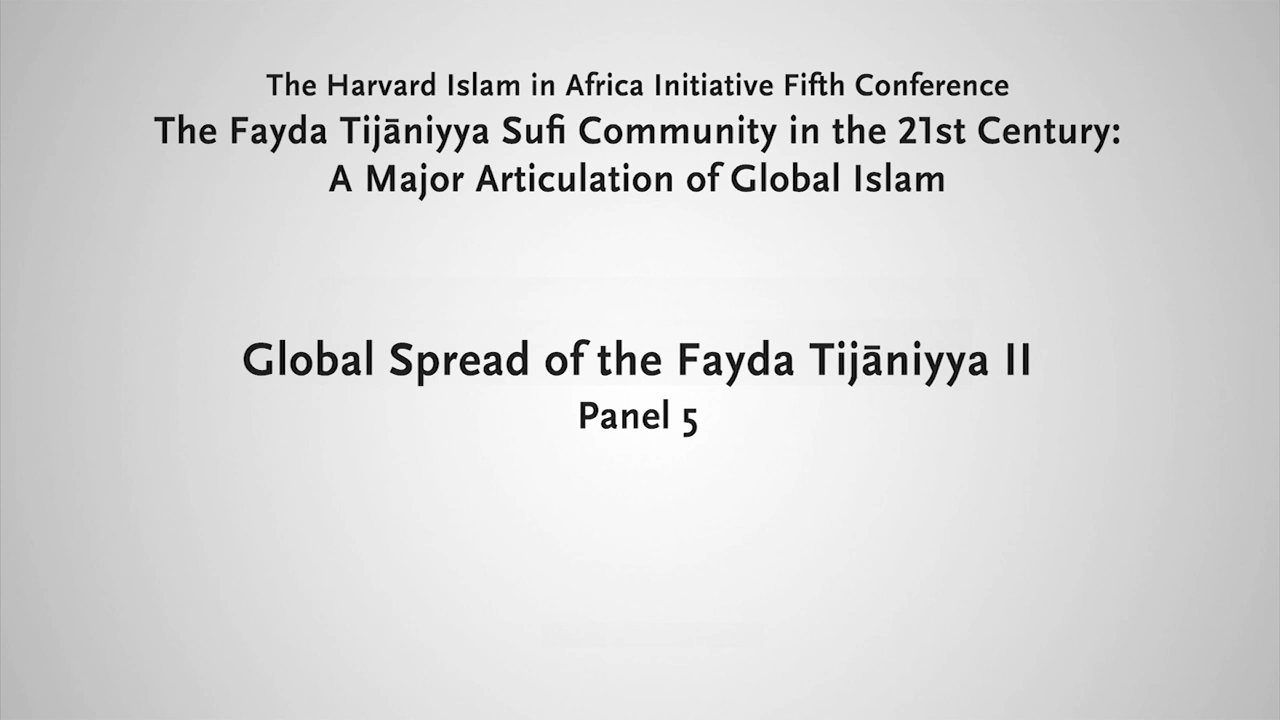 The Harvard Islam in Africa Initiative Fifth Conference
The Fayda Tijāniyya Sufi Community in the 21st Century:
A Major Articulation of Global Islam
Global Spread of the Fayda Tijāniyya II
Panel 5